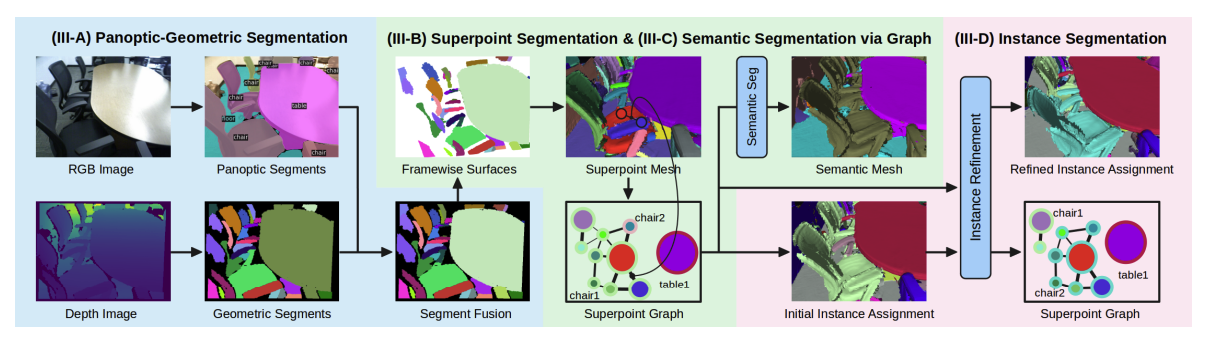 (III-A) Panoptic-Geometric Segmentation
(III-B) Superpoint Segmentation & (III-C) Semantic Segmentation via Graph
(III-D) Instance Segmentation
chair
chair
chair
chair
chair
table
floor
chair
chair
Semantic Seg
Instance Refinement
RGB Image
Panoptic Segments
Framewise Surfaces
Superpoint Mesh
Semantic Mesh
Refined Instance Assignment
chair2
chair1
table1
chair1
table1
chair2
Depth Image
Geometric Segments
Segment Fusion
Superpoint Graph
Initial Instance Assignment
Superpoint Graph